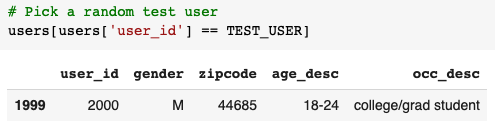 # Pick a random test user
users[users['user_id'] == TEST_USER]
user_id gender zipcode age_desc occ_desc
1999 2000 M 44685 18-24 college/grad student